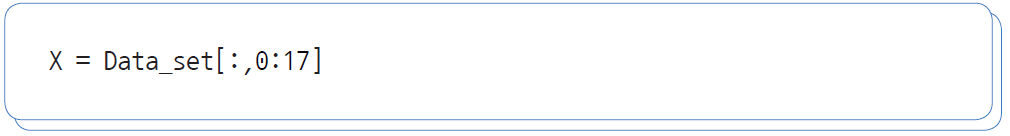 X = Data_set[:,0:17]